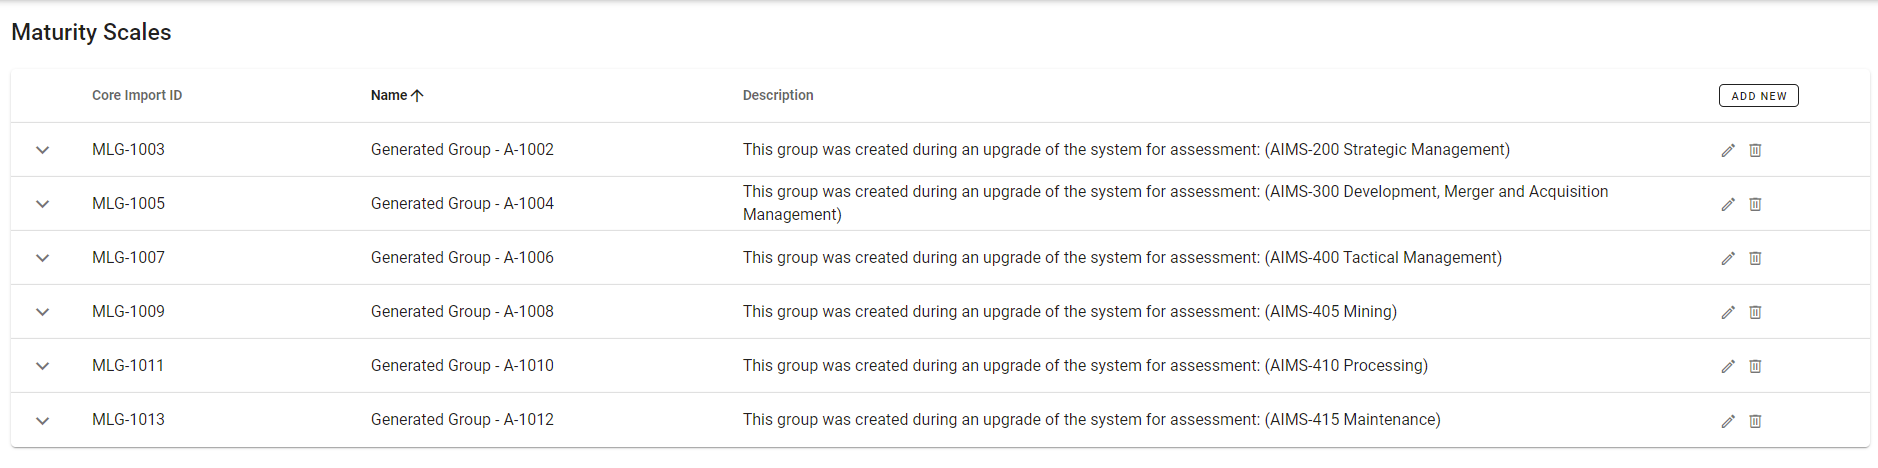 Maturity Scales
Core Import ID Name Description ADD NEW
MLG-1003 Generated Group - A-1002 This group was created during an upgrade of the system for assessment: (AIMS-200 Strategic Management)
MLG-1005 Generated Group - A-1004 This group was created during an upgrade of the system for assessment: (AIMS-300 Development, Merger and Acquisition
Management)
MLG-1007 Generated Group - A-1006 This group was created during an upgrade of the system for assessment: (AIMS-400 Tactical Management)
MLG-1009 Generated Group - A-1008 This group was created during an upgrade of the system for assessment: (AIMS-405 Mining)
MLG-1011 Generated Group - A-1010 This group was created during an upgrade of the system for assessment: (AIMS-410 Processing)
MLG-1013 Generated Group - A-1012 This group was created during an upgrade of the system for assessment: (AIMS-415 Maintenance)